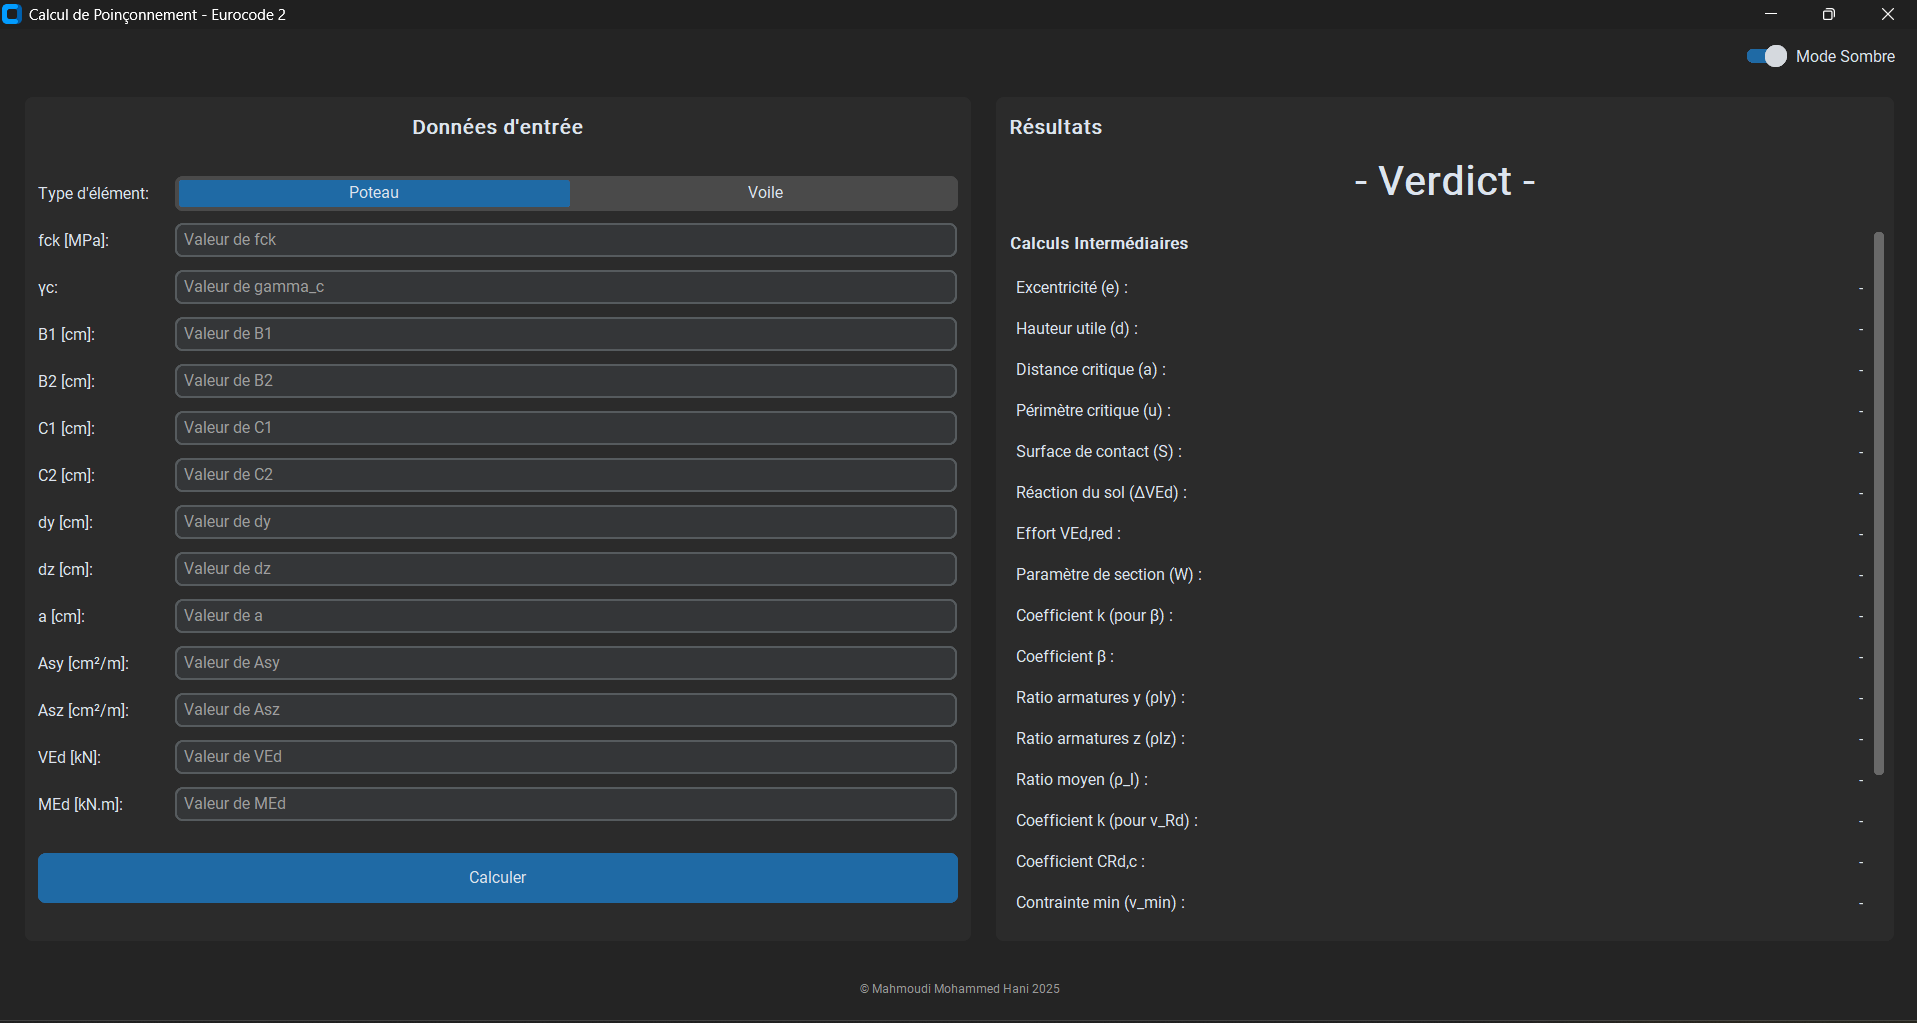 Calcul de Poinçonnement - Eurocode 2
Mode Sombre
Données d'entrée
Type d'élément: Poteau Voile
fck [MPa]: Valeur de fck
γc: Valeur de gamma_c
B1 [cm]: Valeur de B1
B2 [cm]: Valeur de B2
C1 [cm]: Valeur de C1
C2 [cm]: Valeur de C2
dy [cm]: Valeur de dy
dz [cm]: Valeur de dz
a [cm]: Valeur de a
Asy [cm²/m]: Valeur de Asy
Asz [cm²/m]: Valeur de Asz
VEd [kN]: Valeur de VEd
MEd [kN.m]: Valeur de MEd
Calculer
Résultats
- Verdict -
Calculs Intermédiaires
Excentricité (e) : -
Hauteur utile (d) : -
Distance critique (a) : -
Périmètre critique (u) : -
Surface de contact (S) : -
Réaction du sol (ΔVEd) : -
Effort VEd,red : -
Paramètre de section (W) : -
Coefficient k (pour β) : -
Coefficient β : -
Ratio armatures y (ρly) : -
Ratio armatures z (ρlz) : -
Ratio moyen (ρ_l) : -
Coefficient k (pour v_Rd) : -
Coefficient CRd,c : -
Contrainte min (v_min) : -
© Mahmoudi Mohammed Hani 2025